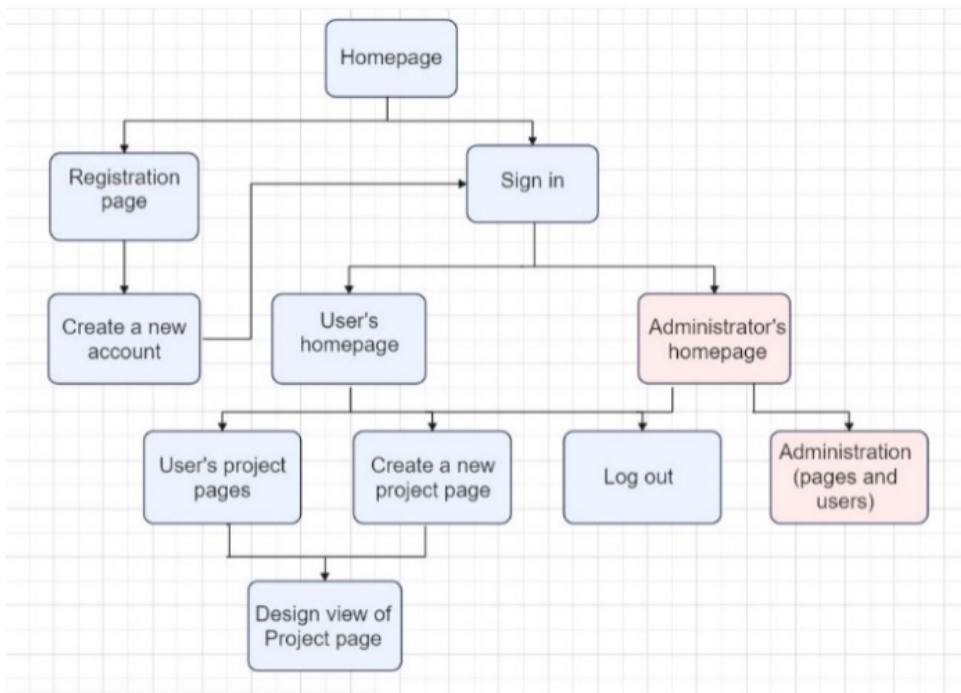 Homepage
Registration
page
Sign in
Create a new
account
User's
homepage
Administrator's
homepage
User's project
pages
Create a new
project page
Log out
Administration
(pages and
users)
Design view of
Project page